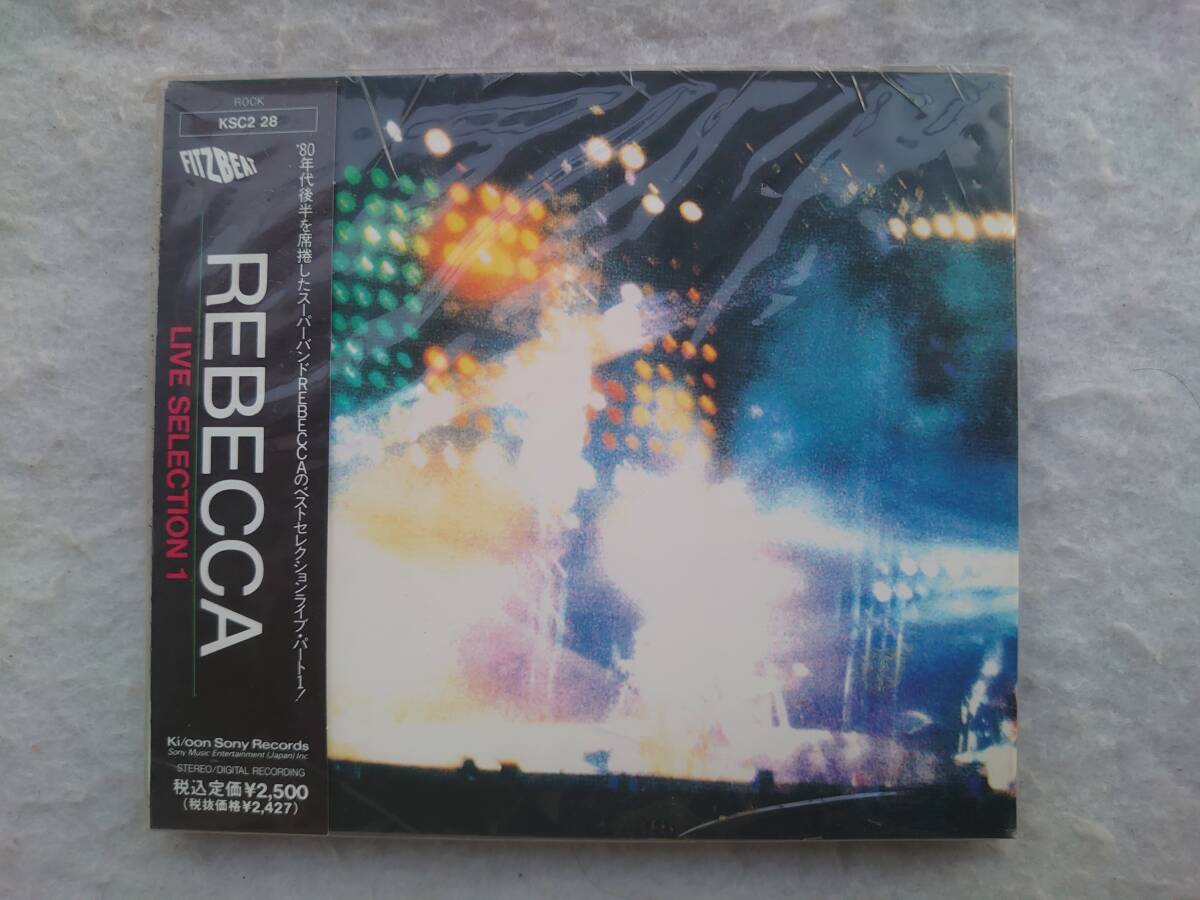 ROCK
KSC2 28
FITZBEAT
'80年代後半を席捲したスーパーバンドREBECCAのベストセレクションライブ・パート1!
REBECCA
LIVE SELECTION 1
Ki/oon Sony Records
Sony Music Entertainment (Japan) Inc
STEREO/DIGITAL RECORDING
税込定価¥2,500
(税抜価格¥2,427)